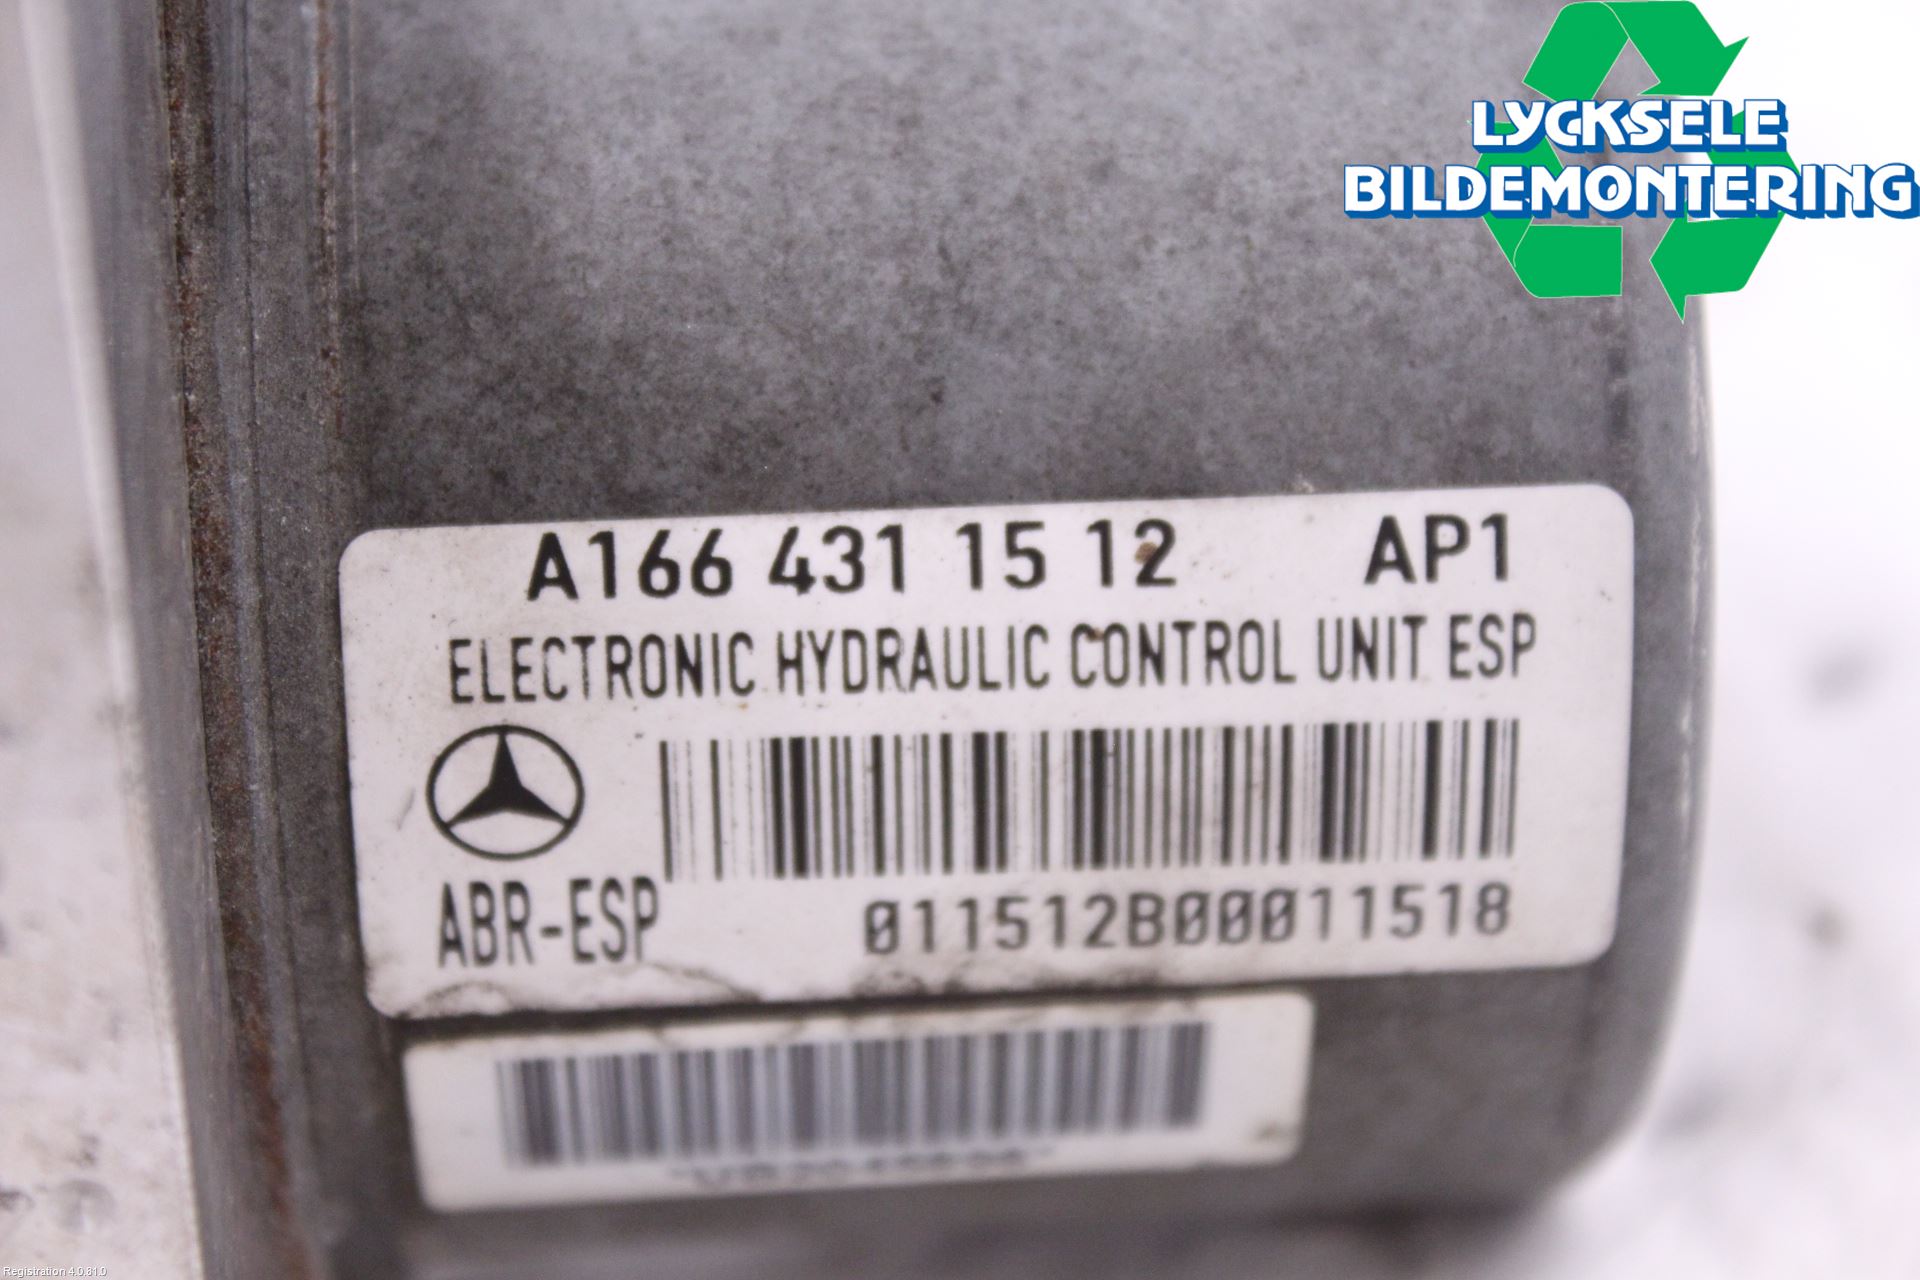 LYCKSELE
BILDEMONTERING
A166 431 15 12 AP1
ELECTRONIC HYDRAULIC CONTROL UNIT ESP
ABR-ESP 011512B00011518
Registration 4.0.81.0